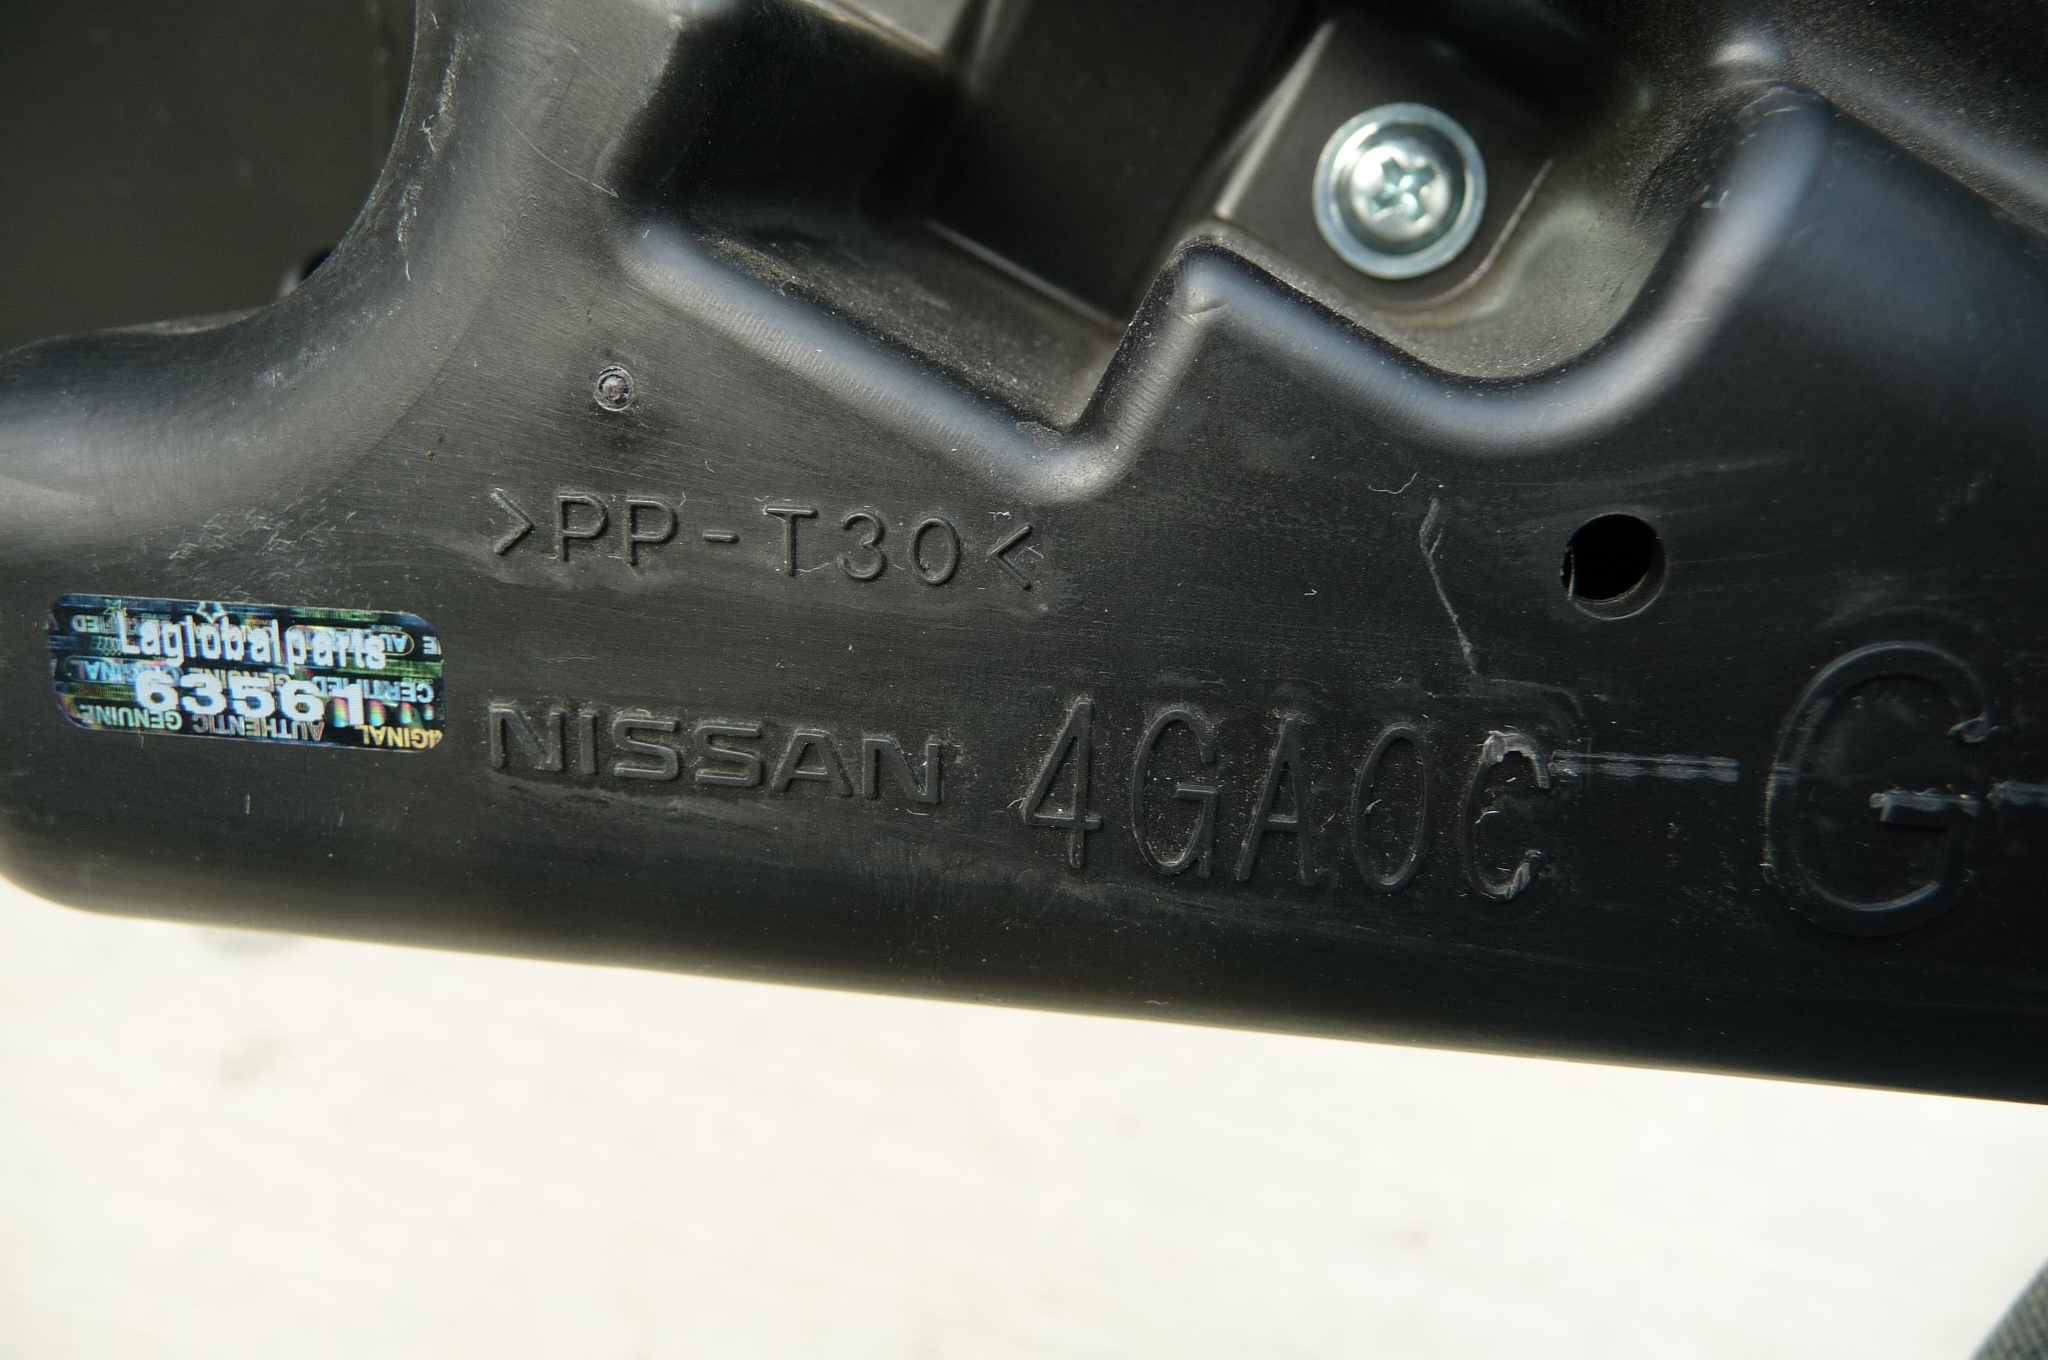 >PP-T30<
Laglobalparts
63561
NISSAN 4GA0C G